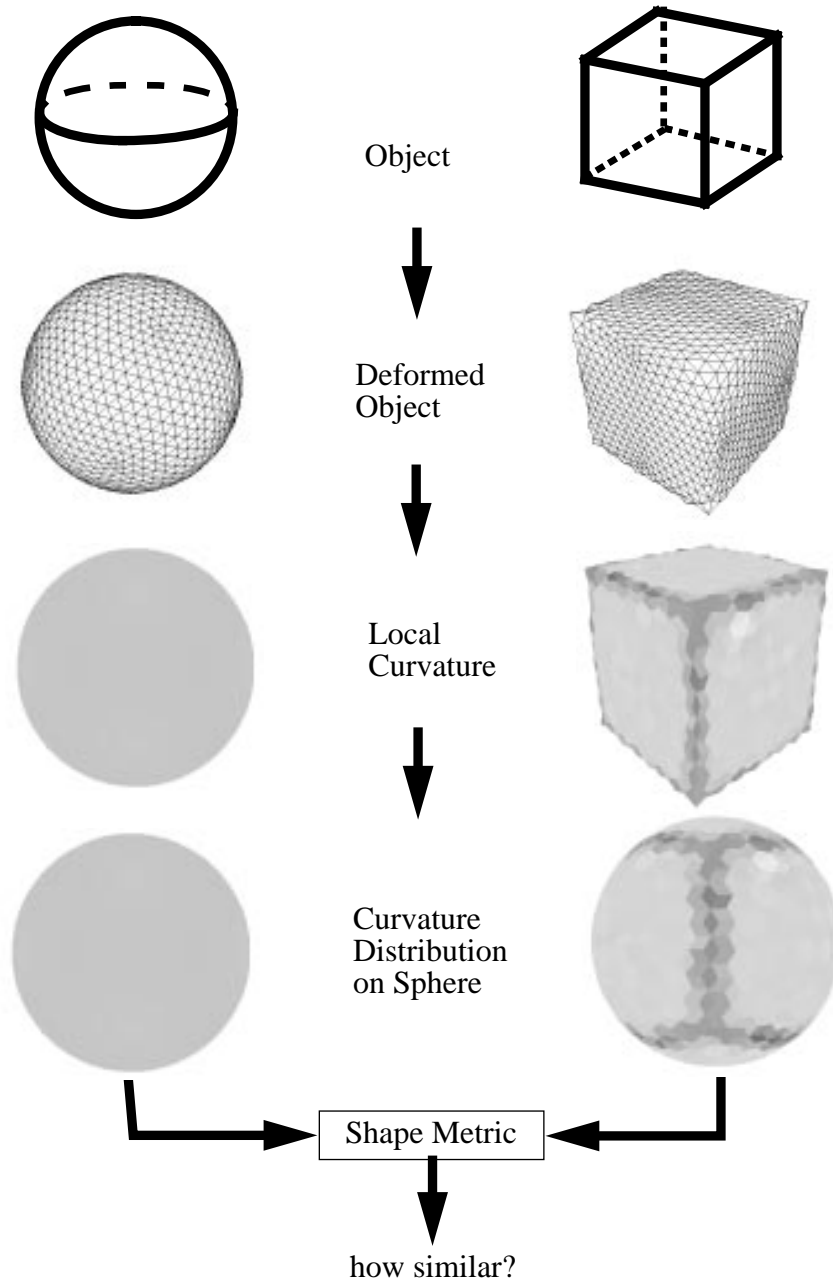 Object
Deformed
Object
Local
Curvature
Curvature
Distribution
on Sphere
Shape Metric
how similar?